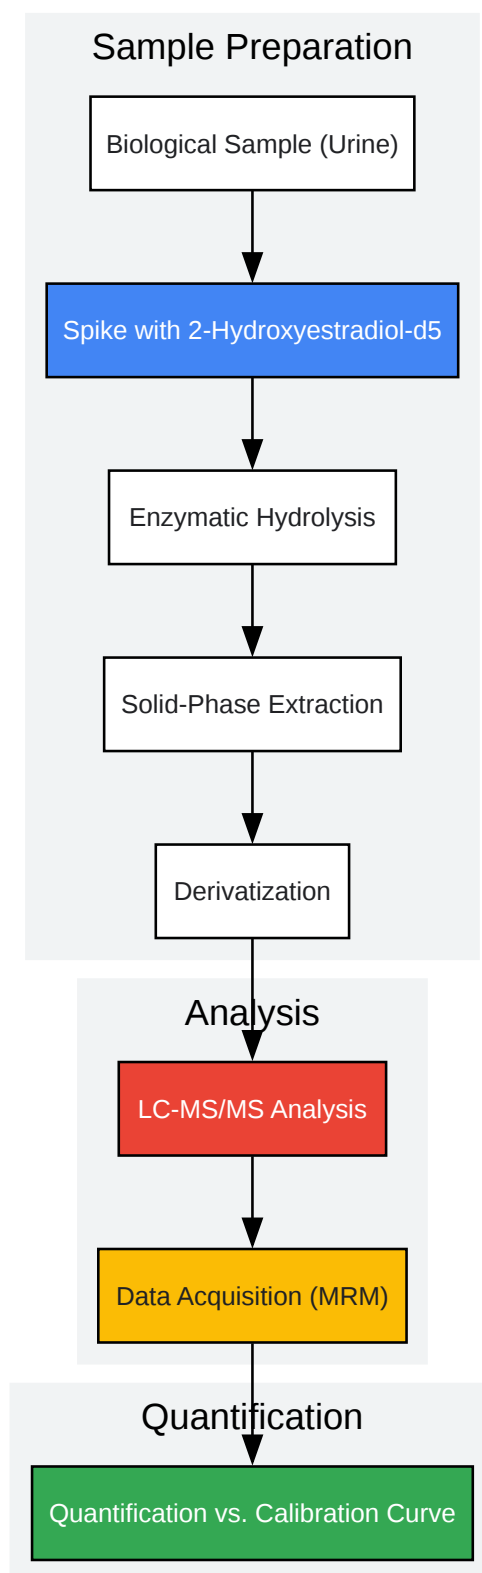 Sample Preparation
Biological Sample (Urine)
Spike with 2-Hydroxyestradiol-d5
Enzymatic Hydrolysis
Solid-Phase Extraction
Derivatization
Analysis
LC-MS/MS Analysis
Data Acquisition (MRM)
Quantification
Quantification vs. Calibration Curve